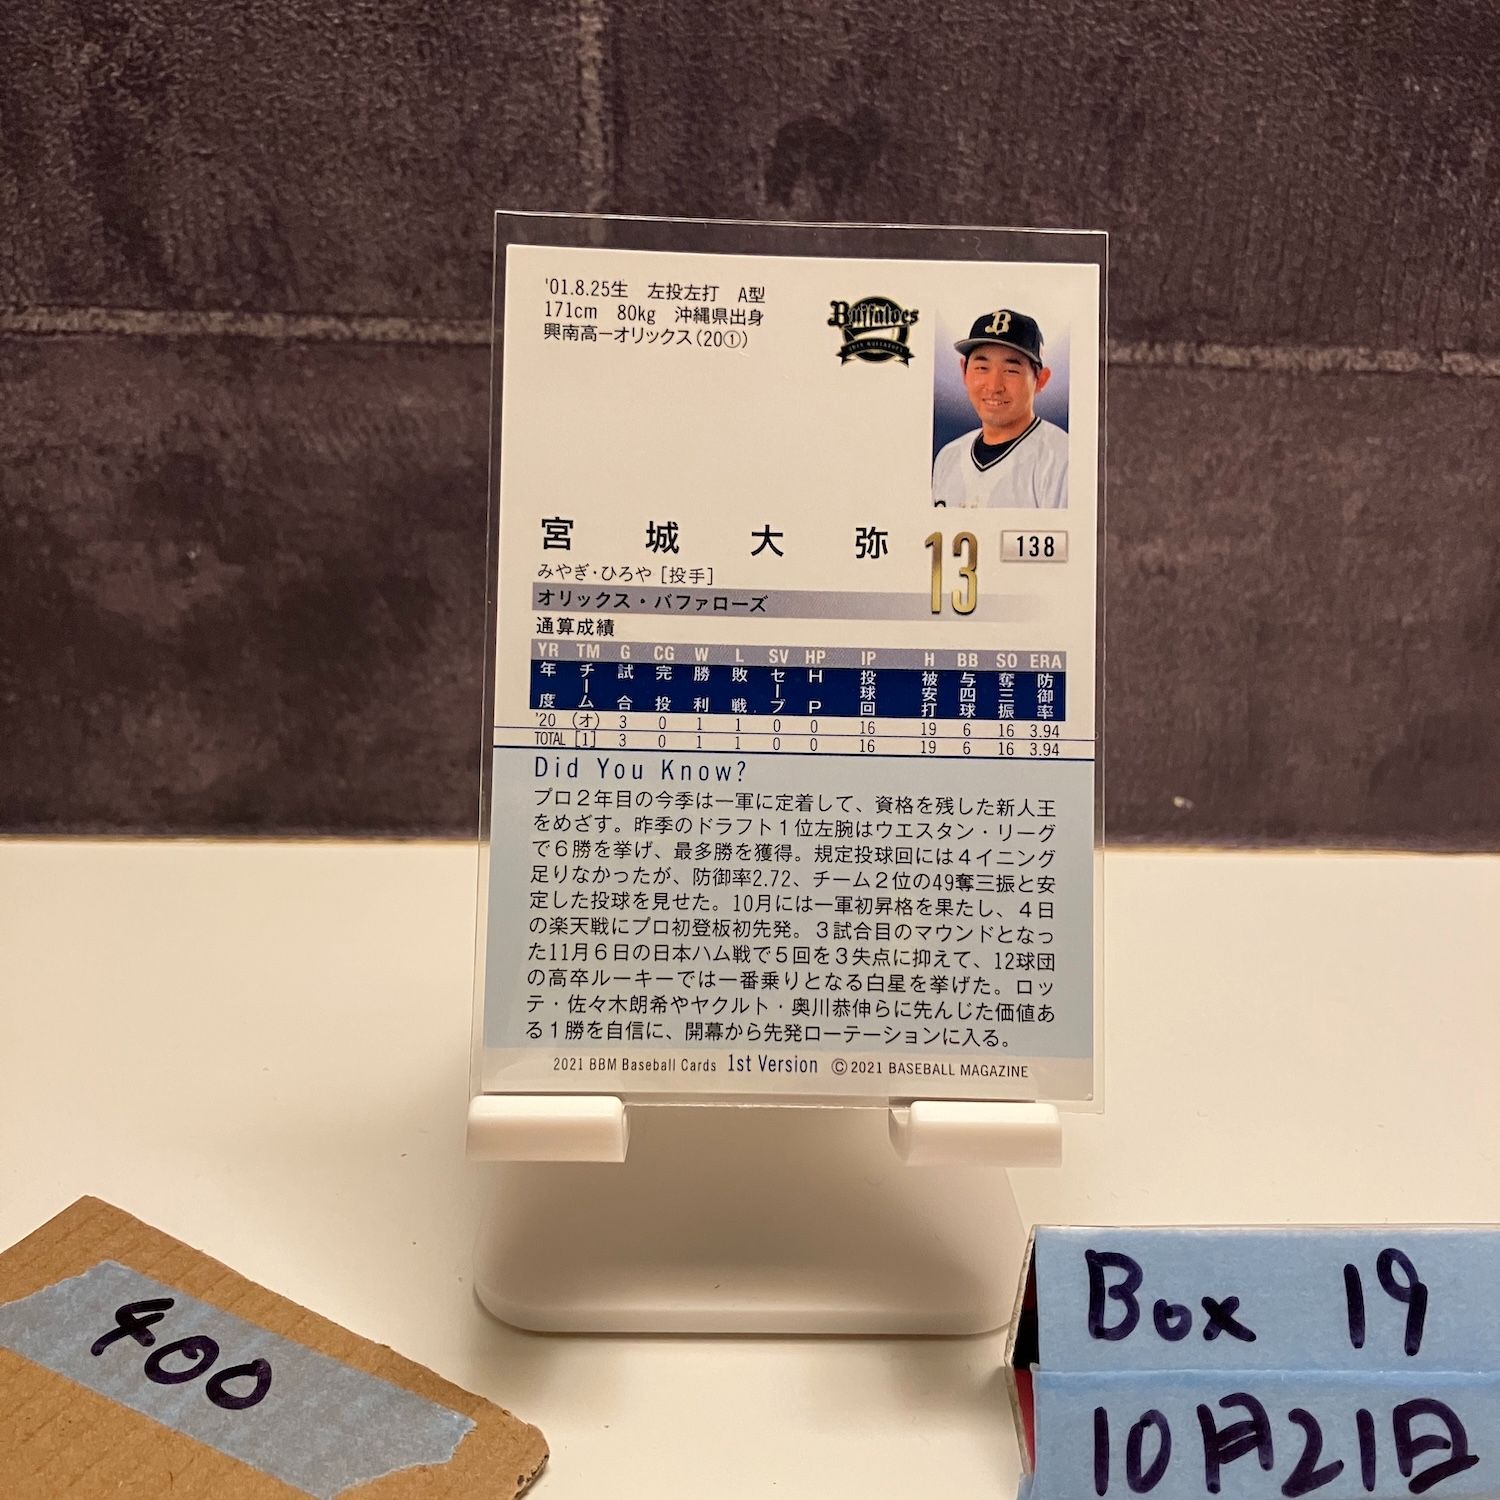 '01.8.25生 左投左打 A型
171cm 80kg 沖縄県出身
興南高ーオリックス(20①)
Buffaloes
B
宮城大弥
13
138
みやぎ・ひろや [投手]
オリックス・バファローズ
通算成績
YR TM G CG W L SV HP IP H BB SO ERA
年度 チーム 試合 完投 勝利 敗戦 セーブ HP 投球回 被安打 与四球 奪三振 防御率
'20 (オ) 3 0 1 1 0 0 16 19 6 16 3.94
TOTAL [1] 3 0 1 1 0 0 16 19 6 16 3.94
Did You Know?
プロ2年目の今季は一軍に定着して、資格を残した新人王
をめざす。昨季のドラフト1位左腕はウエスタン・リーグ
で6勝を挙げ、最多勝を獲得。規定投球回には4イニング
足りなかったが、防御率2.72、チーム2位の49奪三振と安
定した投球を見せた。10月には一軍初昇格を果たし、4日
の楽天戦にプロ初登板初先発。3試合目のマウンドとなっ
た11月6日の日本ハム戦で5回を3失点に抑えて、12球団
の高卒ルーキーでは一番乗りとなる白星を挙げた。ロッ
テ・佐々木朗希やヤクルト・奥川恭伸らに先んじた価値あ
る1勝を自信に、開幕から先発ローテーションに入る。
2021 BBM Baseball Cards 1st Version ©2021 BASEBALL MAGAZINE
400
Box 19
10月21日